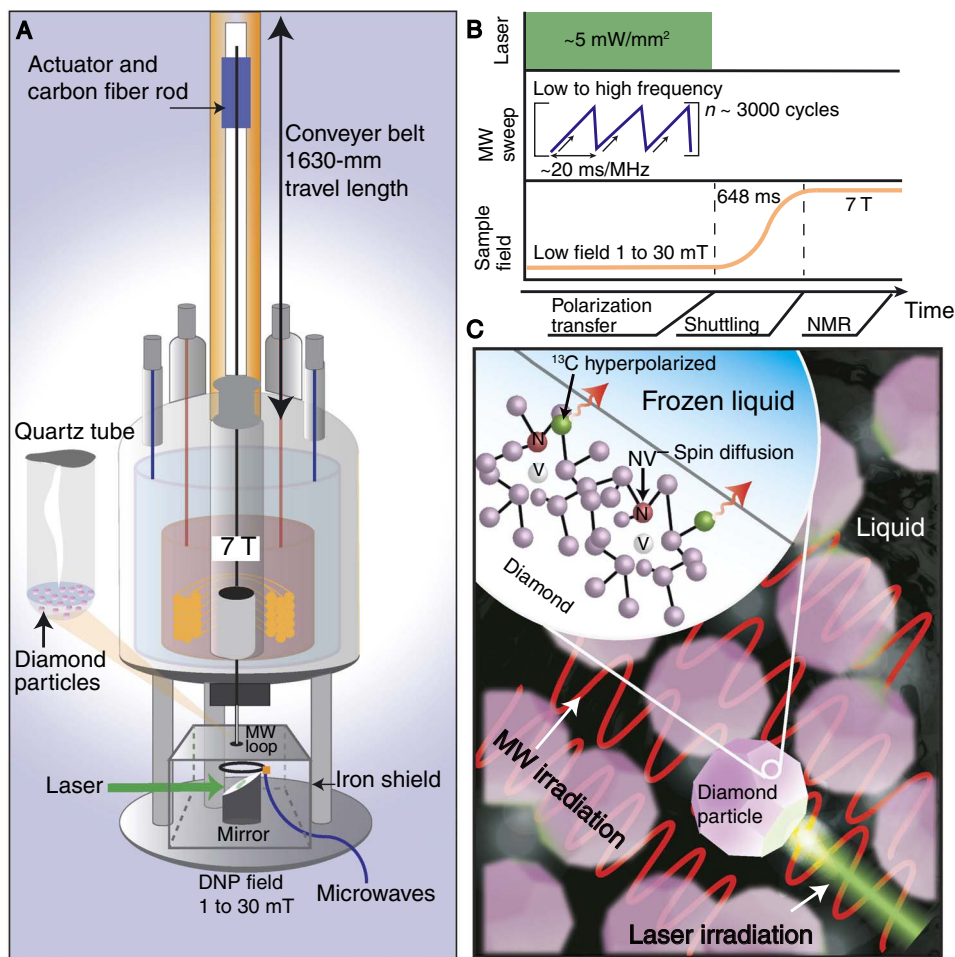 A
Actuator and
carbon fiber rod
Conveyer belt
1630-mm
travel length
Quartz tube
7 T
Diamond
particles
MW
loop
Laser
Iron shield
Mirror
DNP field
1 to 30 mT
Microwaves
B
Laser
~5 mW/mm²
MW
sweep
Low to high frequency
n ~ 3000 cycles
~20 ms/MHz
Sample
field
648 ms
7 T
Low field 1 to 30 mT
Time
Polarization
transfer
Shuttling
NMR
C
¹³C hyperpolarized
Frozen liquid
N
V
NV
Spin diffusion
N
V
Diamond
Liquid
MW irradiation
Diamond
particle
Laser irradiation